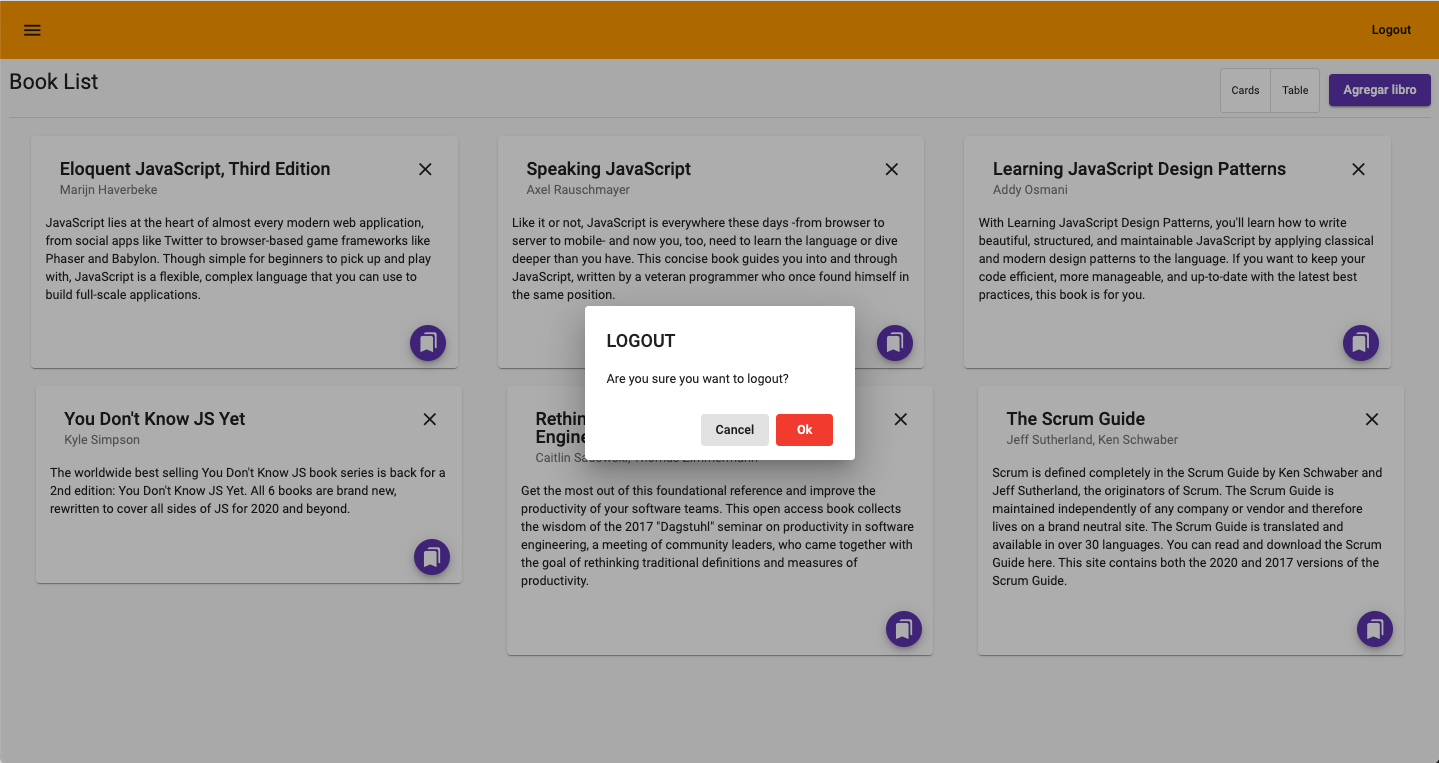 Logout
Book List
Cards
Table
Agregar libro
Eloquent JavaScript, Third Edition
Marijn Haverbeke
JavaScript lies at the heart of almost every modern web application,
from social apps like Twitter to browser-based game frameworks like
Phaser and Babylon. Though simple for beginners to pick up and play
with, JavaScript is a flexible, complex language that you can use to
build full-scale applications.
Speaking JavaScript
Axel Rauschmayer
Like it or not, JavaScript is everywhere these days -from browser to
server to mobile- and now you, too, need to learn the language or dive
deeper than you have. This concise book guides you into and through
JavaScript, written by a veteran programmer who once found himself in
the same position.
Learning JavaScript Design Patterns
Addy Osmani
With Learning JavaScript Design Patterns, you'll learn how to write
beautiful, structured, and maintainable JavaScript by applying classical
and modern design patterns to the language. If you want to keep your
code efficient, more manageable, and up-to-date with the latest best
practices, this book is for you.
LOGOUT
Are you sure you want to logout?
Cancel
Ok
You Don't Know JS Yet
Kyle Simpson
The worldwide best selling You Don't Know JS book series is back for a
2nd edition: You Don't Know JS Yet. All 6 books are brand new,
rewritten to cover all sides of JS for 2020 and beyond.
Caitlin
Get the most out of this foundational reference and improve the
productivity of your software teams. This open access book collects
the wisdom of the 2017 "Dagstuhl" seminar on productivity in software
engineering, a meeting of community leaders, who came together with
the goal of rethinking traditional definitions and measures of
productivity.
The Scrum Guide
Jeff Sutherland, Ken Schwaber
Scrum is defined completely in the Scrum Guide by Ken Schwaber and
Jeff Sutherland, the originators of Scrum. The Scrum Guide is
maintained independently of any company or vendor and therefore
lives on a brand neutral site. The Scrum Guide is translated and
available in over 30 languages. You can read and download the Scrum
Guide here. This site contains both the 2020 and 2017 versions of the
Scrum Guide.